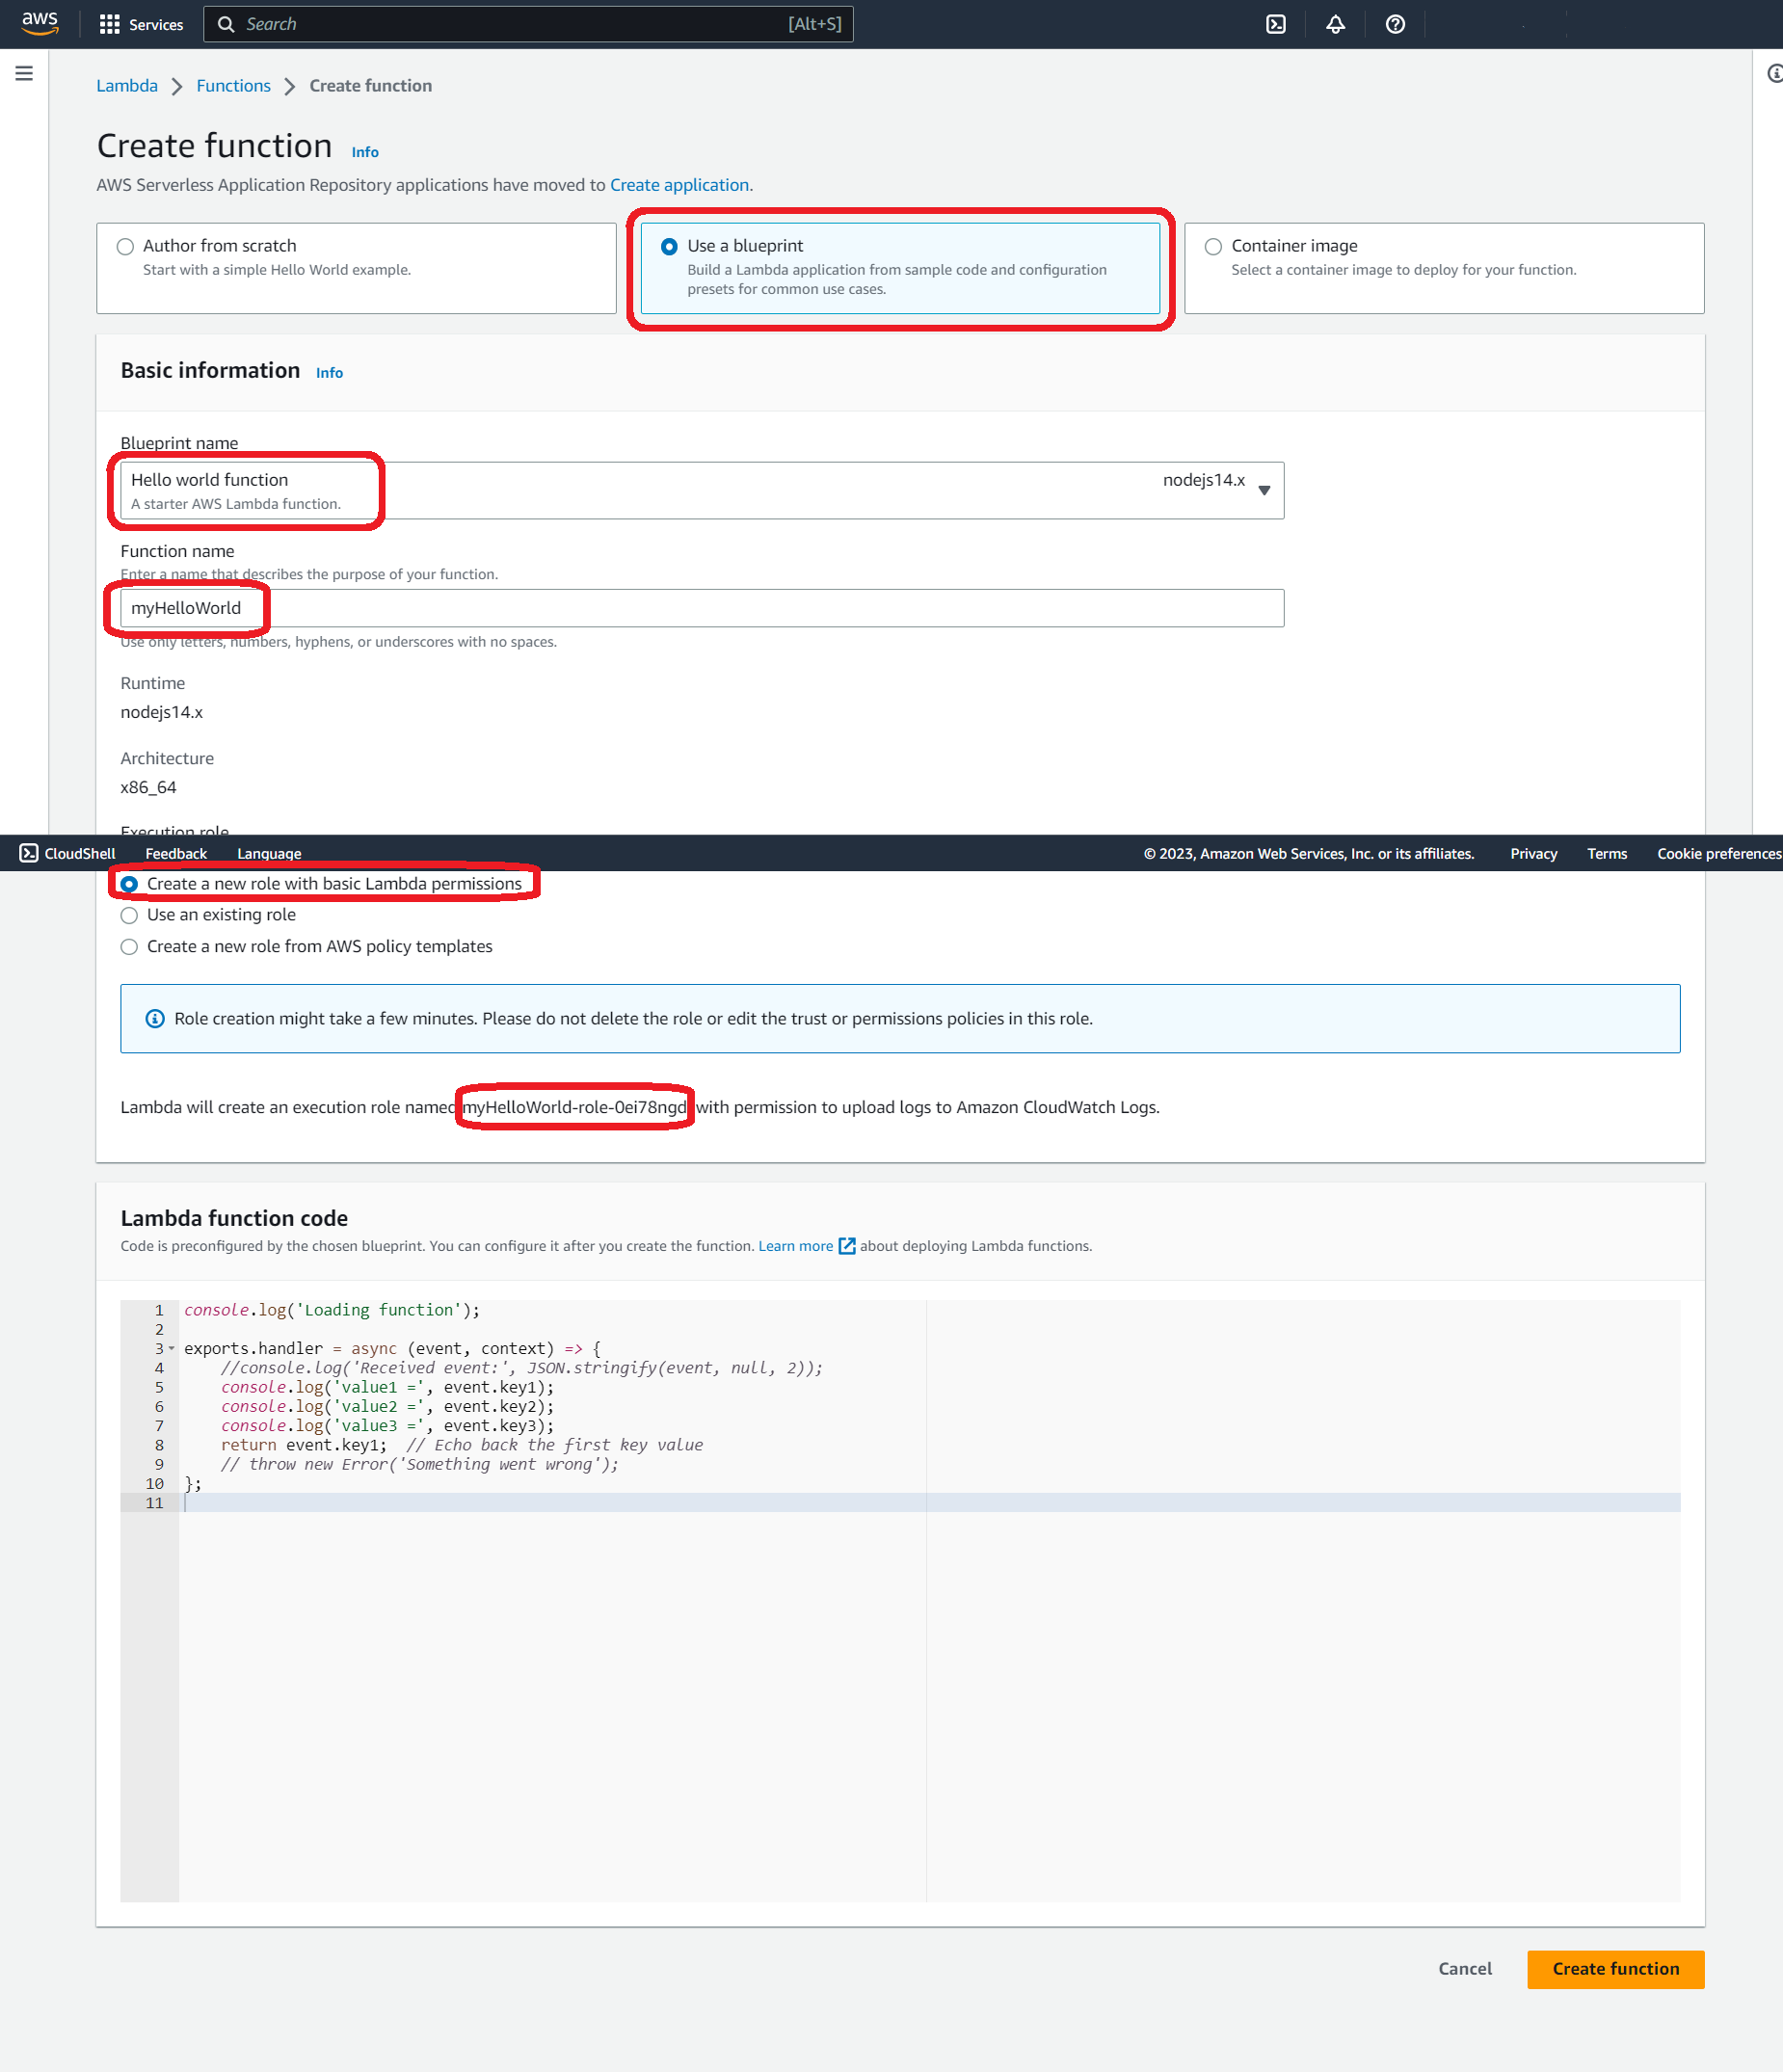 aws Services Search [Alt+S]
Lambda Functions Create function
Create function Info
AWS Serverless Application Repository applications have moved to Create application.
Author from scratch
Start with a simple Hello World example.
Use a blueprint
Build a Lambda application from sample code and configuration
presets for common use cases.
Container image
Select a container image to deploy for your function.
Basic information Info
Blueprint name
Hello world function nodejs14.x
A starter AWS Lambda function.
Function name
Enter a name that describes the purpose of your function.
myHelloWorld
Use only letters, numbers, hyphens, or underscores with no spaces.
Runtime
nodejs14.x
Architecture
x86_64
Execution role
CloudShell Feedback Language © 2023, Amazon Web Services, Inc. or its affiliates. Privacy Terms Cookie preferences
Create a new role with basic Lambda permissions
Use an existing role
Create a new role from AWS policy templates
Role creation might take a few minutes. Please do not delete the role or edit the trust or permissions policies in this role.
Lambda will create an execution role named myHelloWorld-role-0ei78ngd with permission to upload logs to Amazon CloudWatch Logs.
Lambda function code
Code is preconfigured by the chosen blueprint. You can configure it after you create the function. Learn more about deploying Lambda functions.
1 console.log('Loading function');
2
3 exports.handler = async (event, context) => {
4 //console.log('Received event:', JSON.stringify(event, null, 2));
5 console.log('value1 =', event.key1);
6 console.log('value2 =', event.key2);
7 console.log('value3 =', event.key3);
8 return event.key1; // Echo back the first key value
9 // throw new Error('Something went wrong');
10 };
11
Cancel Create function